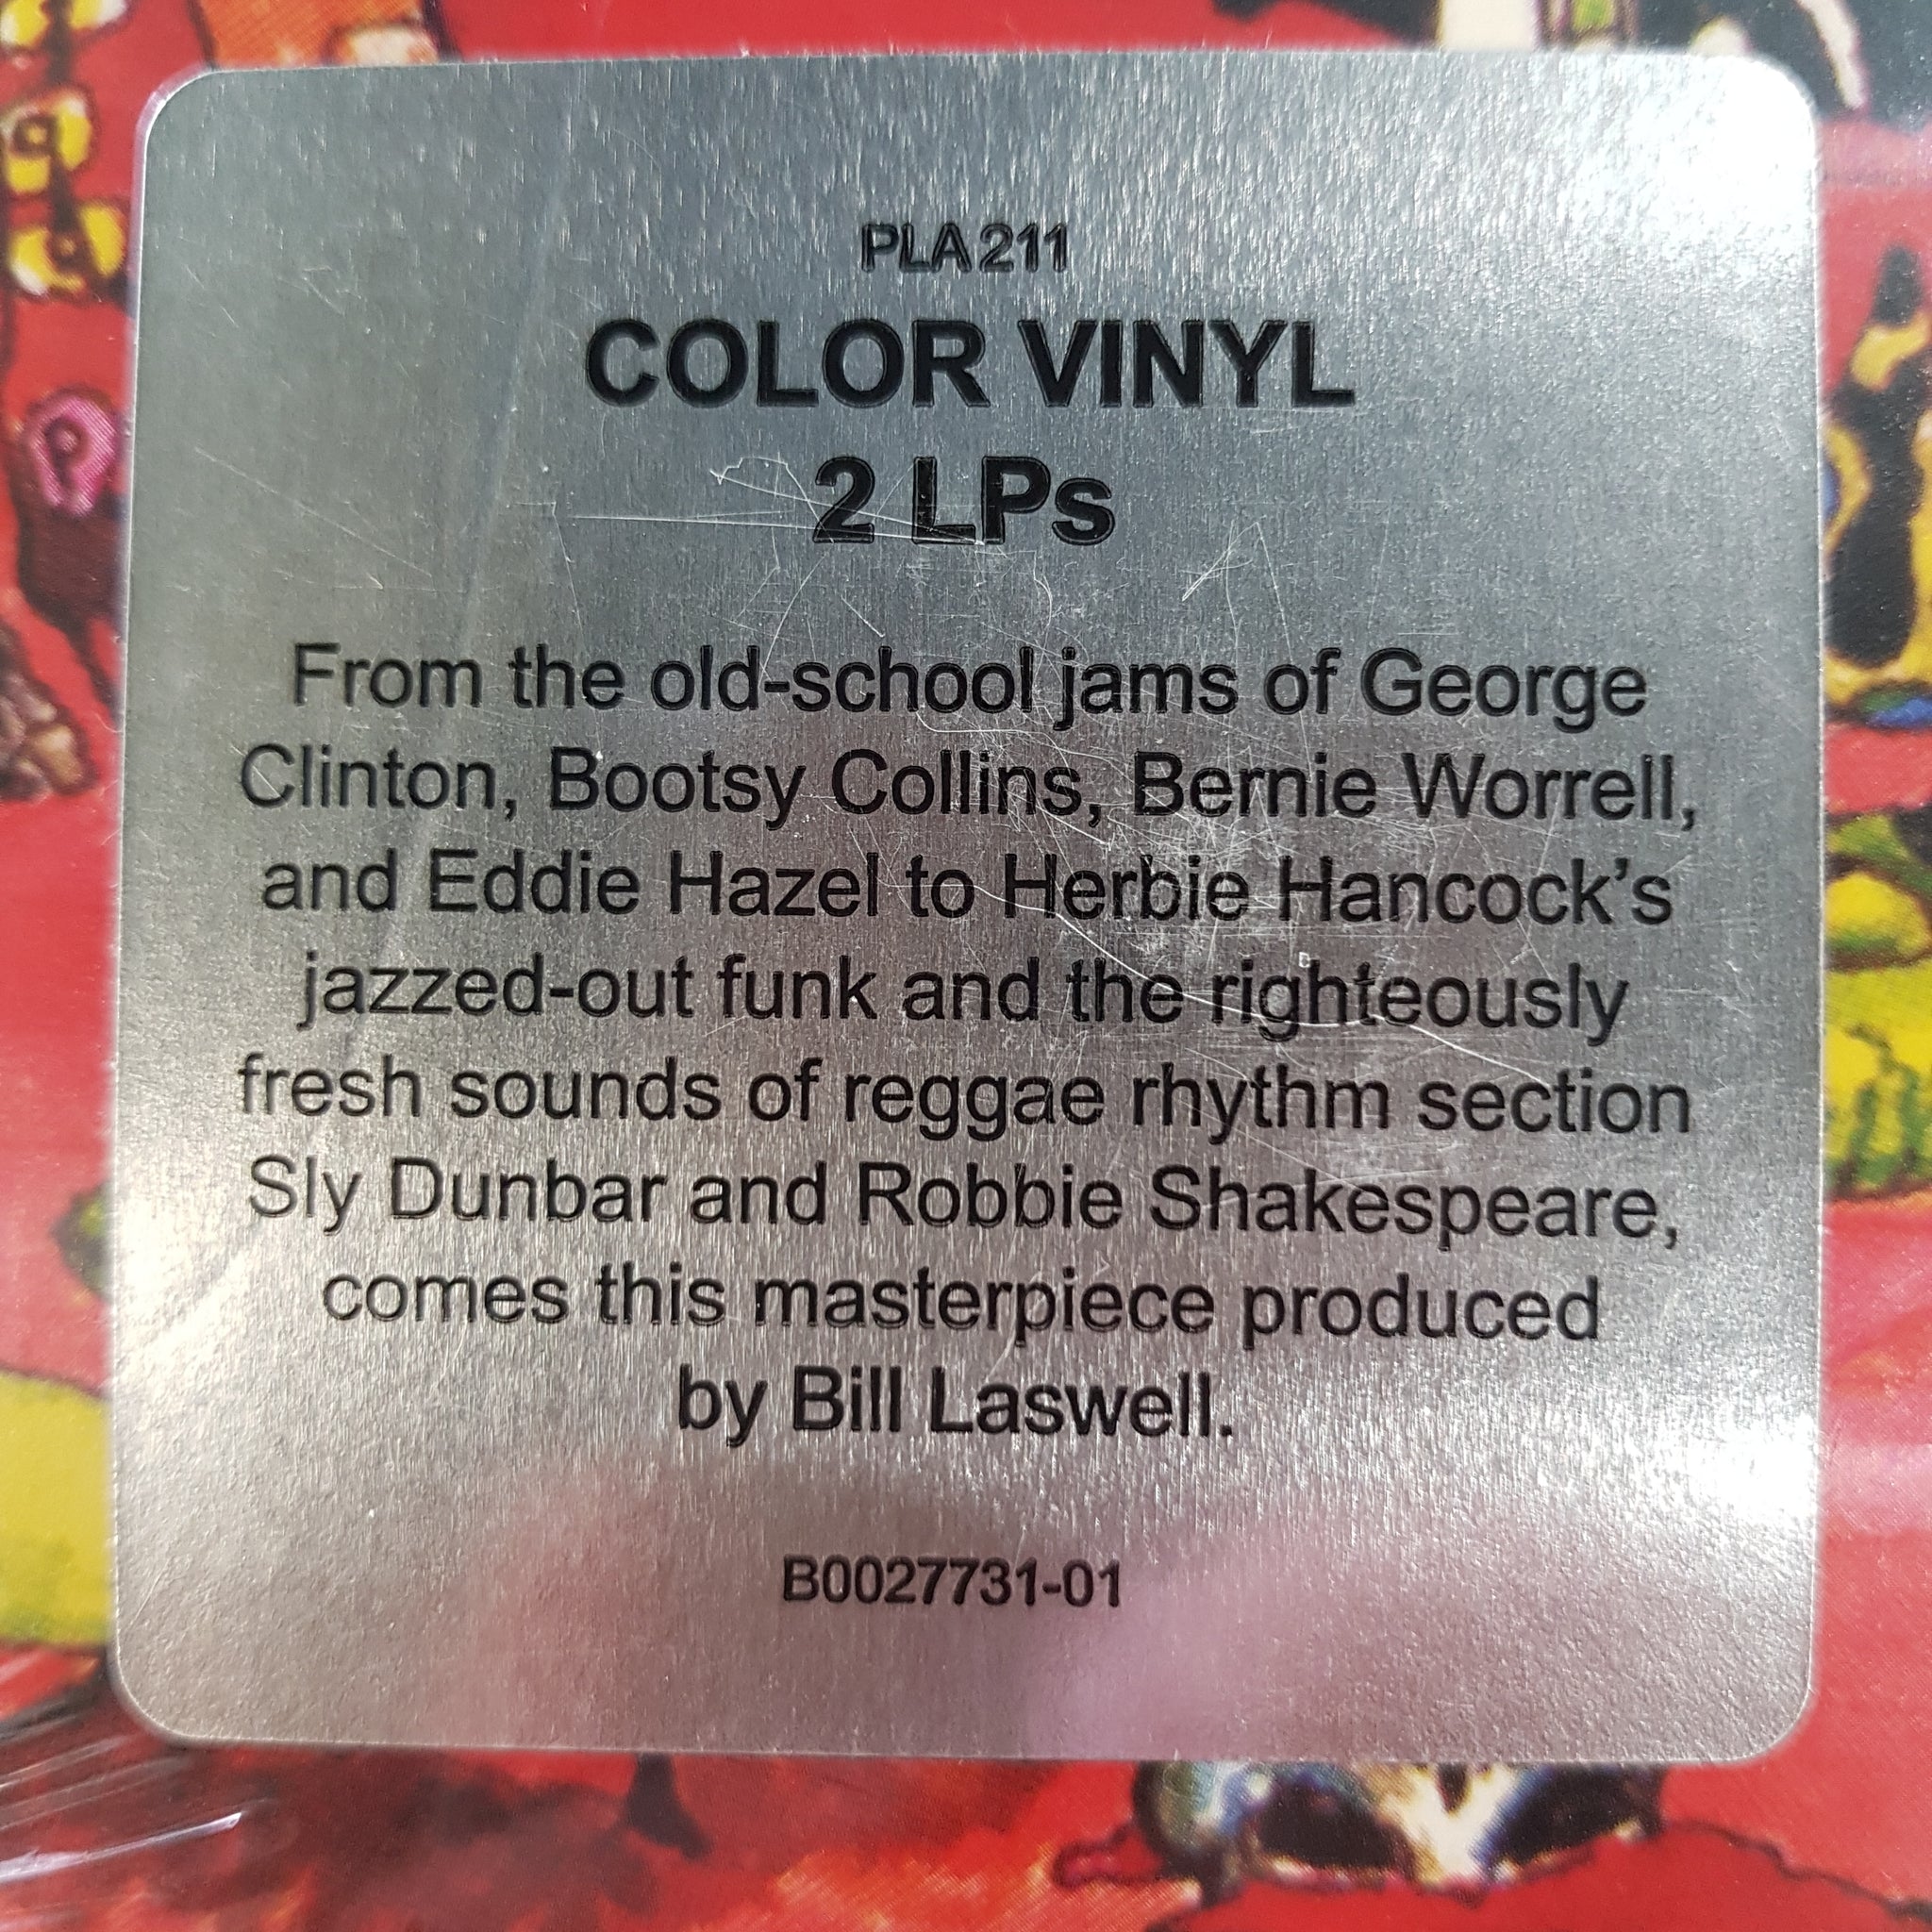 PLA211
COLOR VINYL
2 LPs
From the old-school jams of George
Clinton, Bootsy Collins, Bernie Worrell,
and Eddie Hazel to Herbie Hancock’s
jazzed-out funk and the righteously
fresh sounds of reggae rhythm section
Sly Dunbar and Robbie Shakespeare,
comes this masterpiece produced
by Bill Laswell.
B0027731-01
P